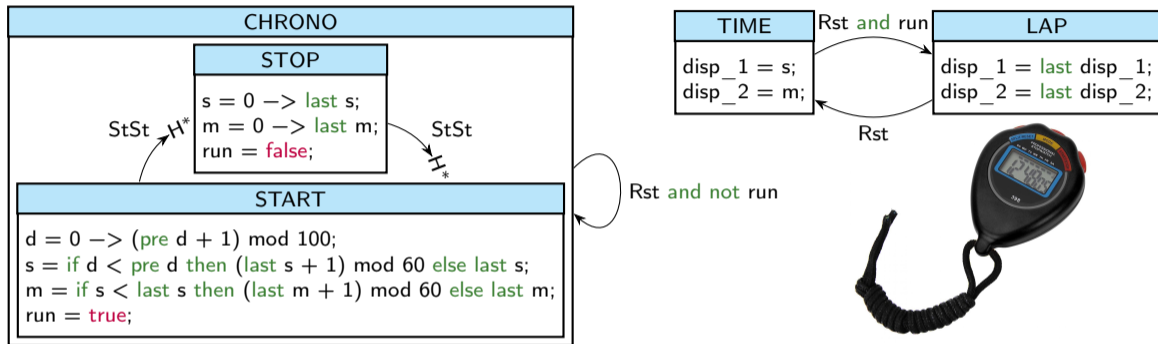 CHRONO
STOP
s = 0 −> last s;
m = 0 −> last m;
run = false;
StSt
H*
StSt
H*
START
d = 0 −> (pre d + 1) mod 100;
s = if d < pre d then (last s + 1) mod 60 else last s;
m = if s < last s then (last m + 1) mod 60 else last m;
run = true;
Rst and not run
TIME
disp_1 = s;
disp_2 = m;
Rst and run
LAP
disp_1 = last disp_1;
disp_2 = last disp_2;
Rst